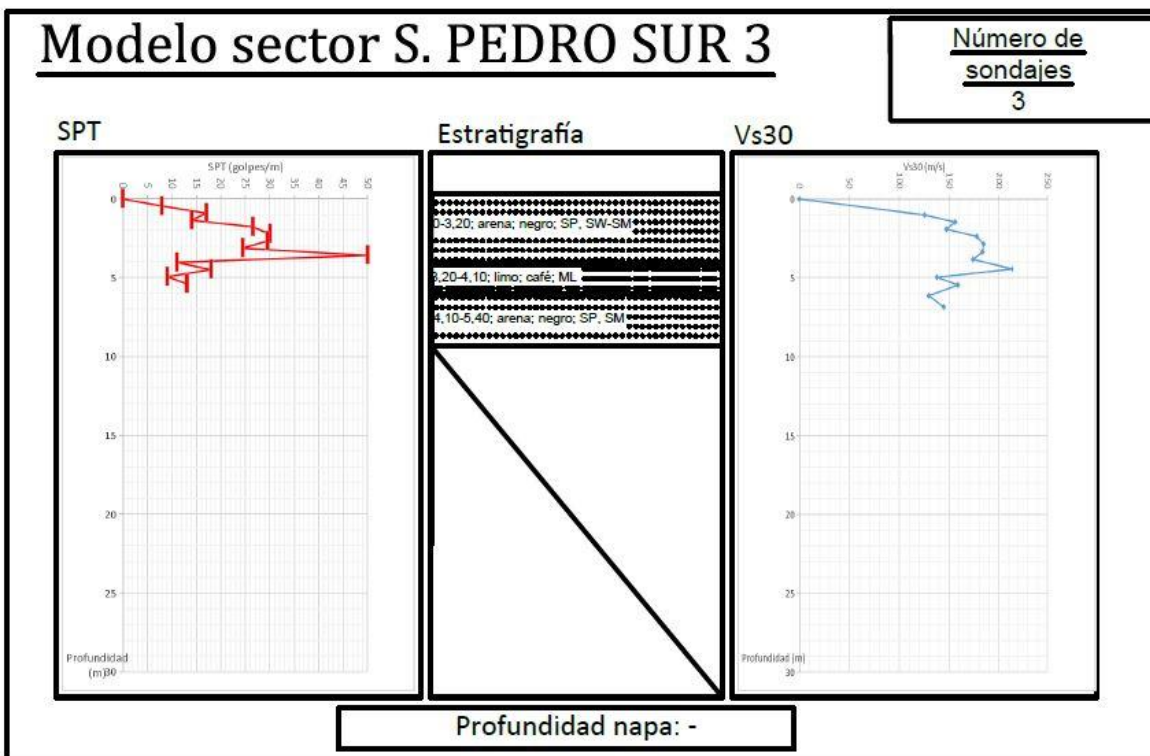 Modelo sector S. PEDRO SUR 3
Número de
sondajes
3
SPT
Estratigrafía
Vs30
SPT (golpes/m)
0 5 10 15 20 25 30 35 40 45 50
0
5
10
15
20
25
Profundidad
(m)30
0-3,20; arena; negro; SP, SW-SM
3,20-4,10; limo; café; ML
4,10-5,40; arena; negro; SP, SM
Vs30 (m/s)
0 50 100 150 200 250
0
5
10
15
20
25
Profundidad (m)
30
Profundidad napa: -